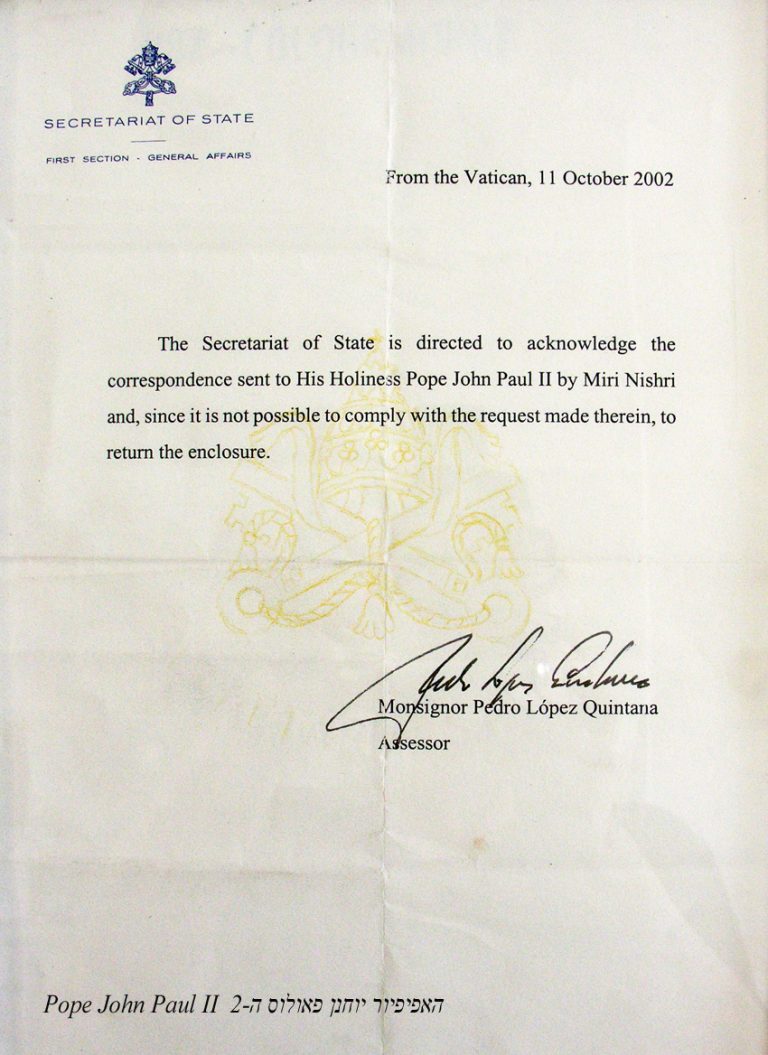 SECRETARIAT OF STATE
FIRST SECTION - GENERAL AFFAIRS
From the Vatican, 11 October 2002
The Secretariat of State is directed to acknowledge the
correspondence sent to His Holiness Pope John Paul II by Miri Nishri
and, since it is not possible to comply with the request made therein, to
return the enclosure.
Monsignor Pedro López Quintana
Assessor
Pope John Paul II האפיפיור יוחנן פאולוס ה-2